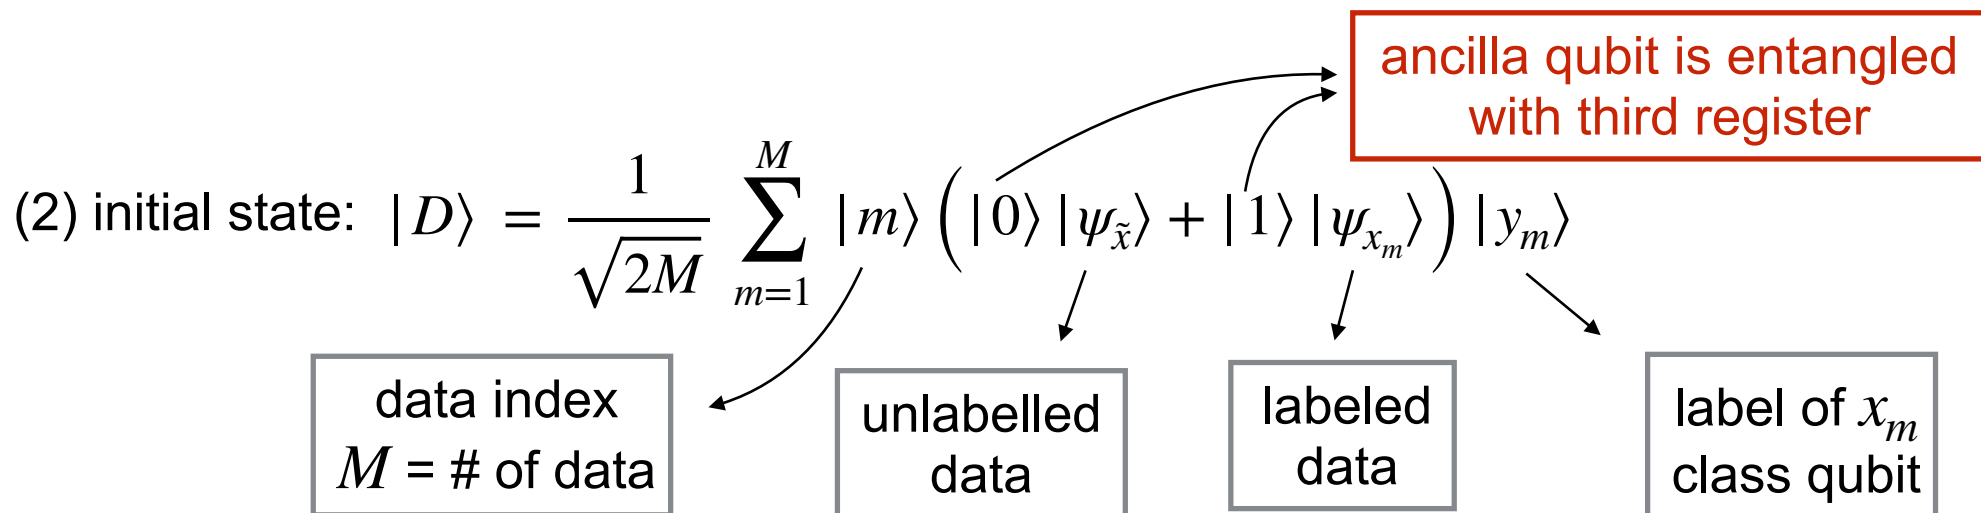 ancilla qubit is entangled
with third register
(2) initial state: |D⟩ = 1/√2M ∑_{m=1}^{M} |m⟩ (|0⟩ |ψ_x̃⟩ + |1⟩ |ψ_{x_m}⟩) |y_m⟩
data index
M = # of data
unlabelled
data
labeled
data
label of x_m
class qubit